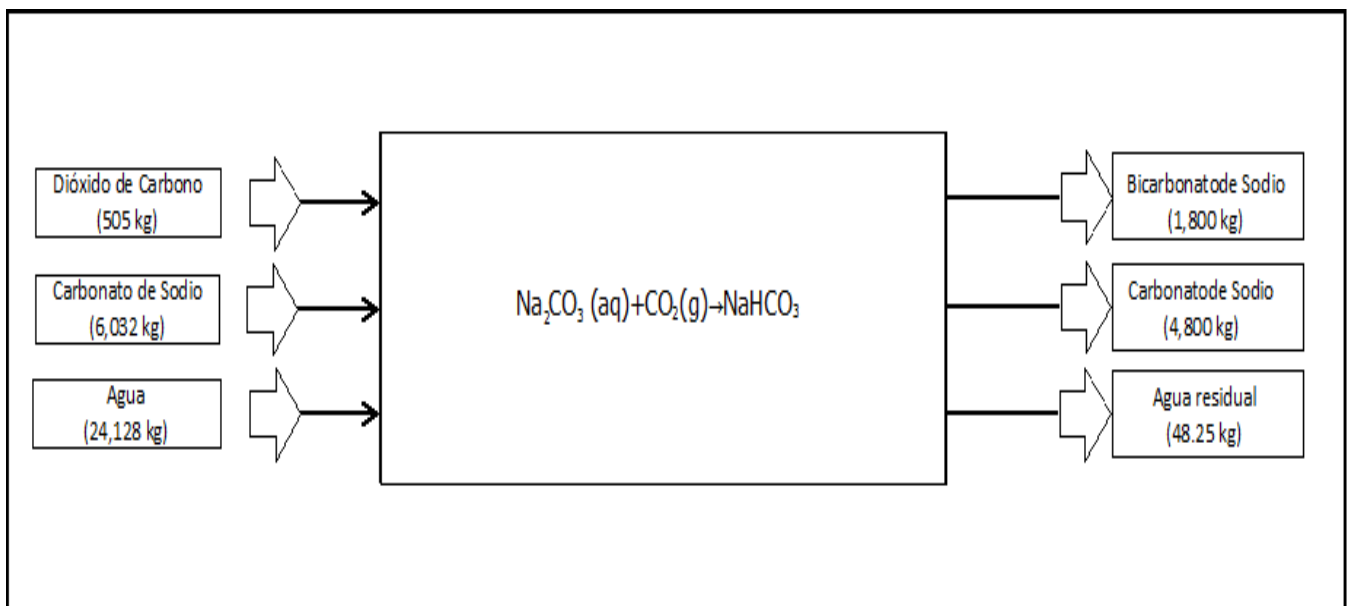 Dióxido de Carbono
(505 kg)
Carbonato de Sodio
(6,032 kg)
Agua
(24,128 kg)
Na₂CO₃ (aq)+CO₂(g)→NaHCO₃
Bicarbonatode Sodio
(1,800 kg)
Carbonatode Sodio
(4,800 kg)
Agua residual
(48.25 kg)